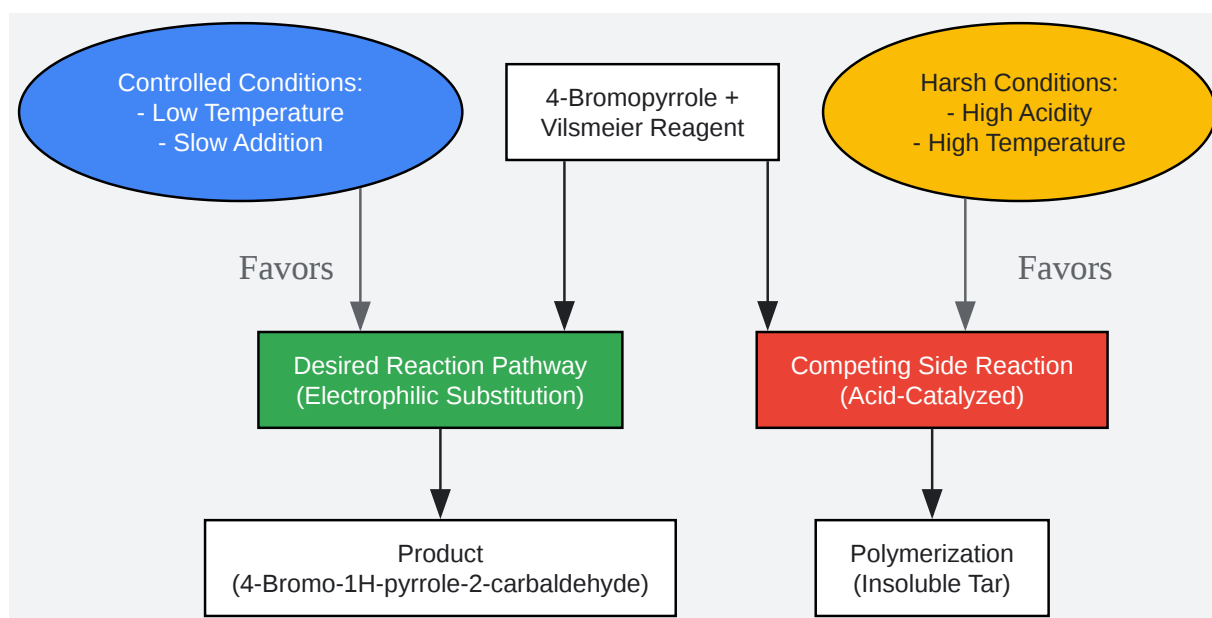 Controlled Conditions:
- Low Temperature
- Slow Addition
4-Bromopyrrole +
Vilsmeier Reagent
Harsh Conditions:
- High Acidity
- High Temperature
Favors
Favors
Desired Reaction Pathway
(Electrophilic Substitution)
Competing Side Reaction
(Acid-Catalyzed)
Product
(4-Bromo-1H-pyrrole-2-carbaldehyde)
Polymerization
(Insoluble Tar)